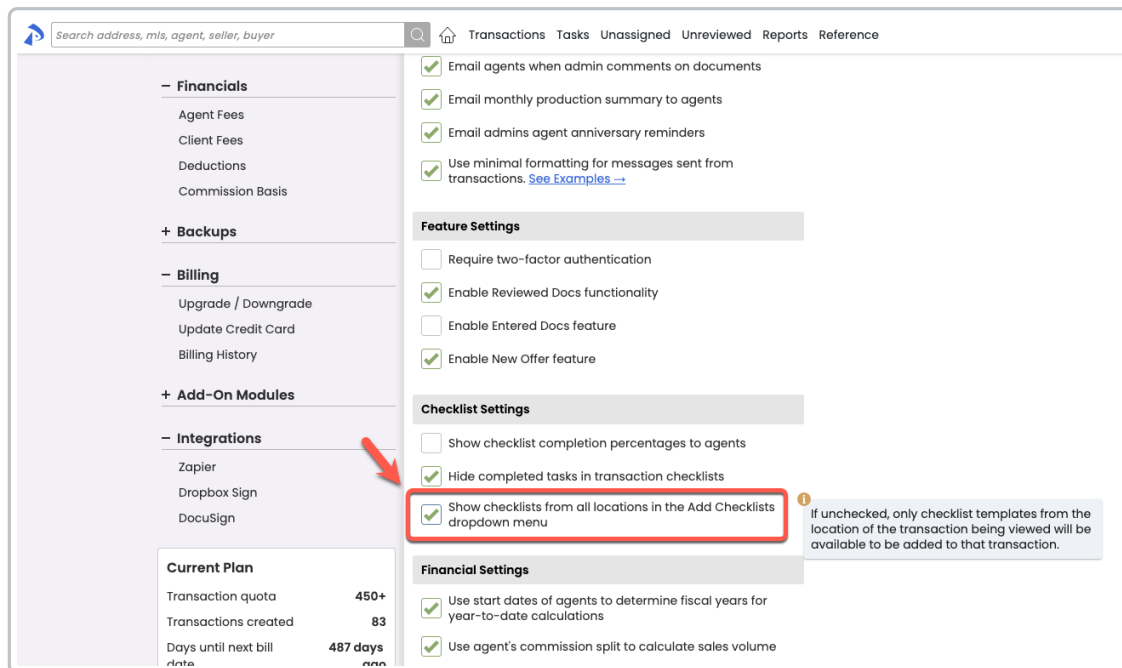 Search address, mls, agent, seller, buyer
Transactions Tasks Unassigned Unreviewed Reports Reference
− Financials
Agent Fees
Client Fees
Deductions
Commission Basis
+ Backups
− Billing
Upgrade / Downgrade
Update Credit Card
Billing History
+ Add-On Modules
− Integrations
Zapier
Dropbox Sign
DocuSign
Current Plan
Transaction quota 450+
Transactions created 83
Days until next bill 487 days
date ago
Email agents when admin comments on documents
Email monthly production summary to agents
Email admins agent anniversary reminders
Use minimal formatting for messages sent from
transactions. See Examples →
Feature Settings
Require two-factor authentication
Enable Reviewed Docs functionality
Enable Entered Docs feature
Enable New Offer feature
Checklist Settings
Show checklist completion percentages to agents
Hide completed tasks in transaction checklists
Show checklists from all locations in the Add Checklists
dropdown menu
i
If unchecked, only checklist templates from the
location of the transaction being viewed will be
available to be added to that transaction.
Financial Settings
Use start dates of agents to determine fiscal years for
year-to-date calculations
Use agent's commission split to calculate sales volume